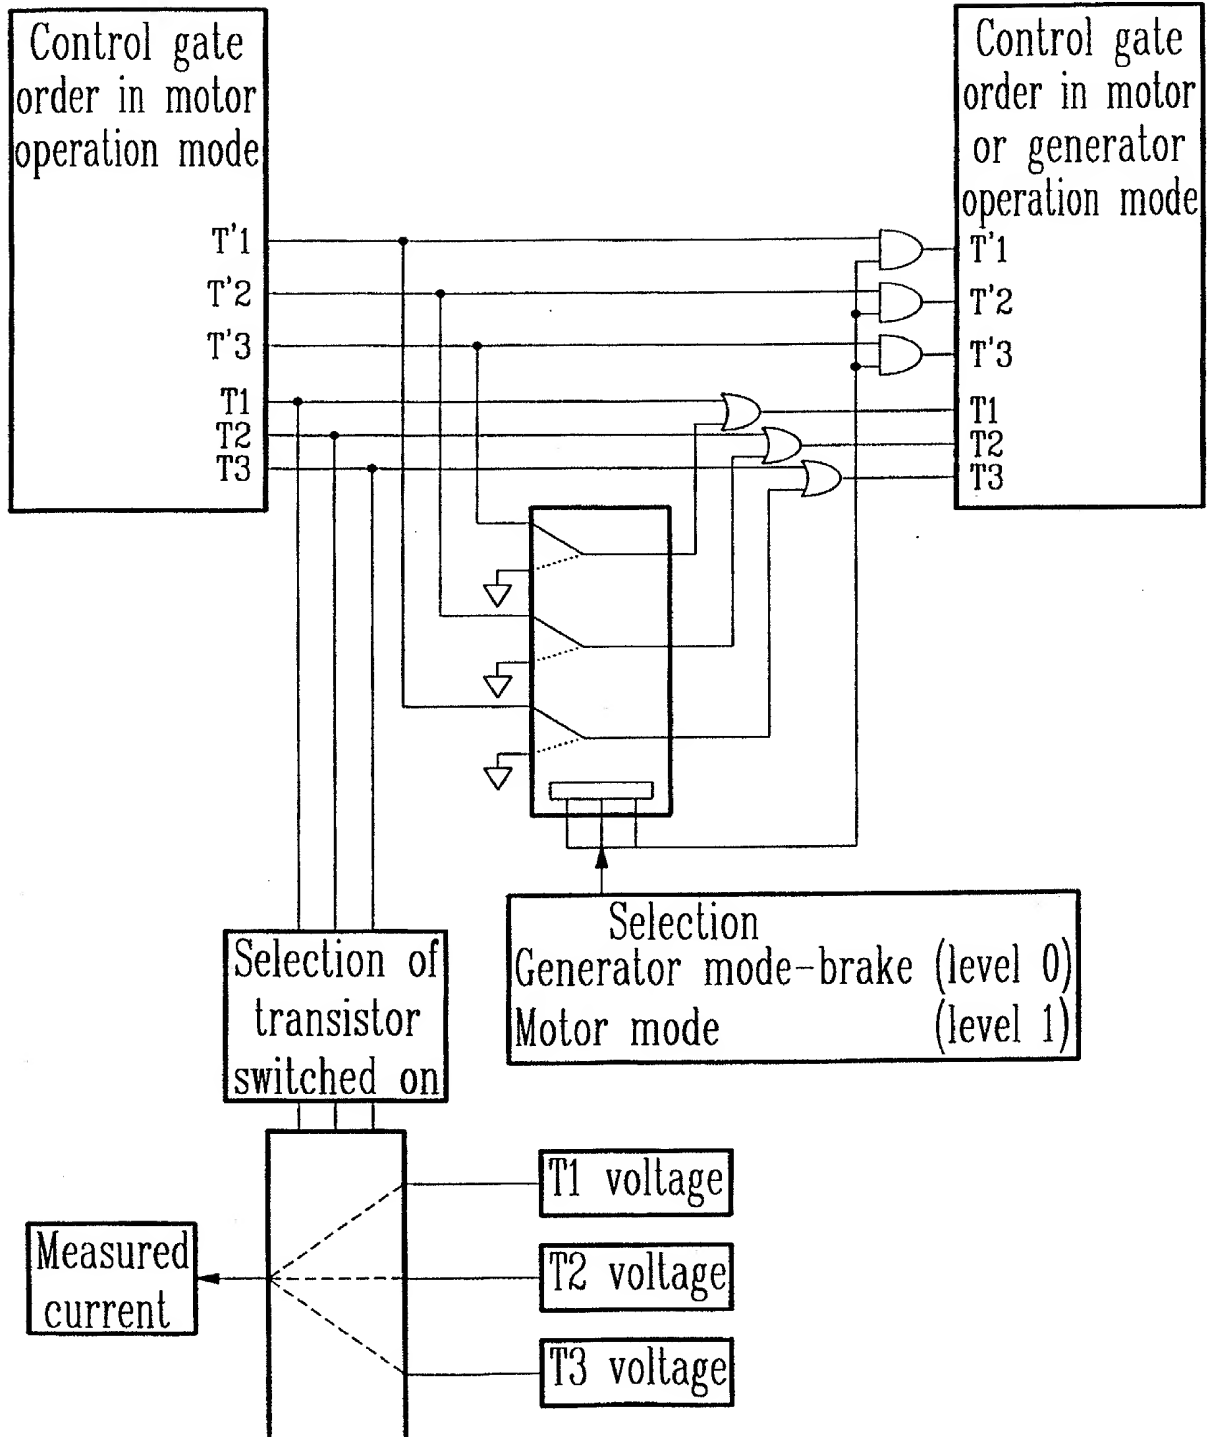 Control gate
order in motor
operation mode
T'1
T'2
T'3
T1
T2
T3
Control gate
order in motor
or generator
operation mode
T'1
T'2
T'3
T1
T2
T3
Selection
Generator mode-brake (level 0)
Motor mode (level 1)
Selection of
transistor
switched on
T1 voltage
T2 voltage
T3 voltage
Measured
current